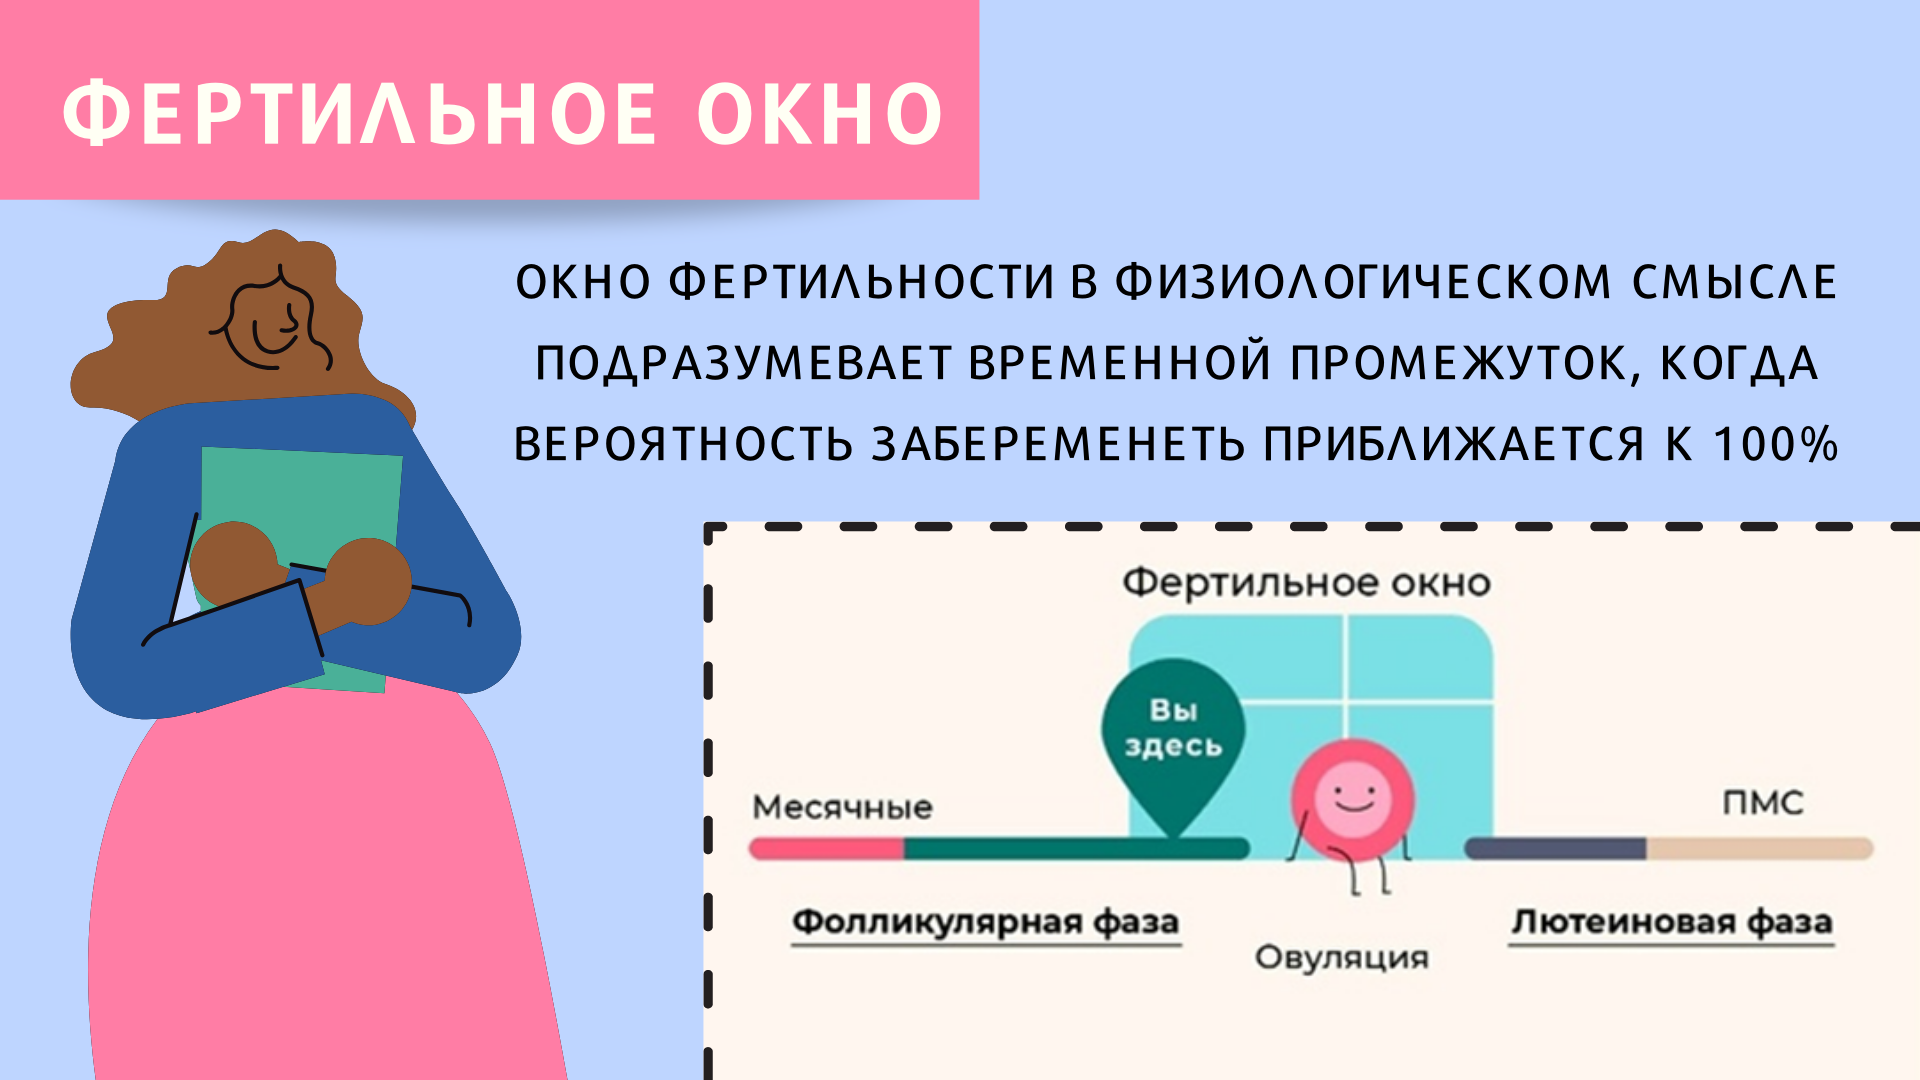 ФЕРТИЛЬНОЕ ОКНО
ОКНО ФЕРТИЛЬНОСТИ В ФИЗИОЛОГИЧЕСКОМ СМЫСЛЕ
ПОДРАЗУМЕВАЕТ ВРЕМЕННОЙ ПРОМЕЖУТОК, КОГДА
ВЕРОЯТНОСТЬ ЗАБЕРЕМЕНЕТЬ ПРИБЛИЖАЕТСЯ К 100%
Фертильное окно
Вы
здесь
Месячные
ПМС
Фолликулярная фаза
Лютеиновая фаза
Овуляция